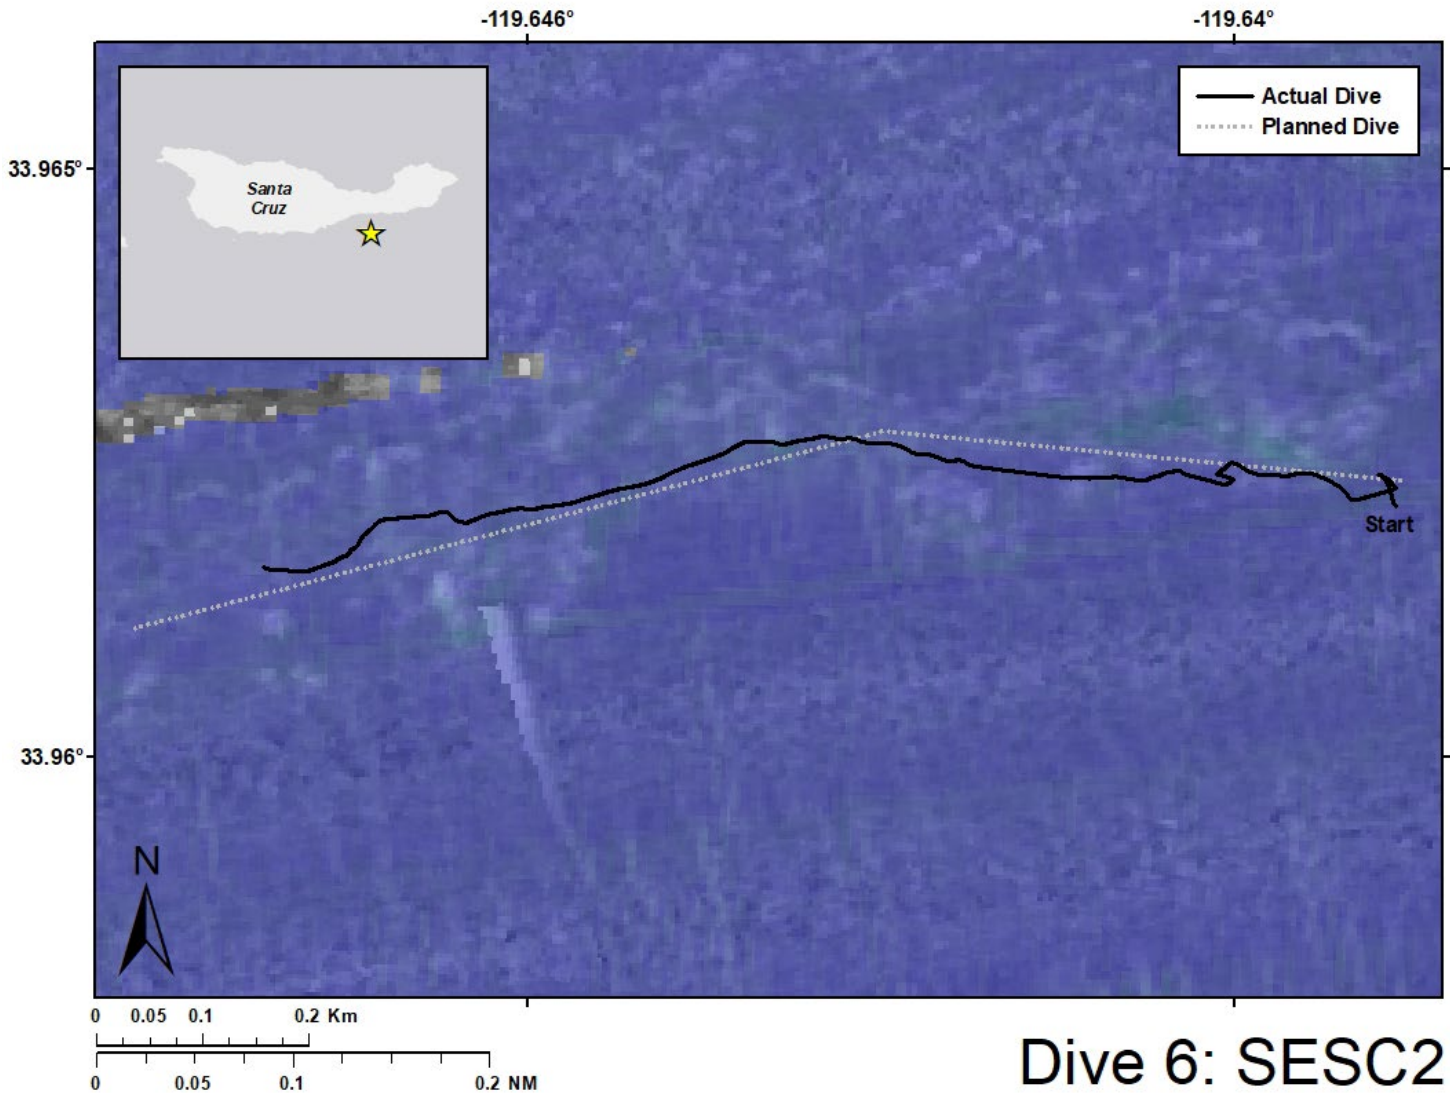 -119.646°
-119.64°
Actual Dive
Planned Dive
33.965°
Santa
Cruz
Start
33.96°
N
0 0.05 0.1 0.2 Km
0 0.05 0.1 0.2 NM
Dive 6: SESC2